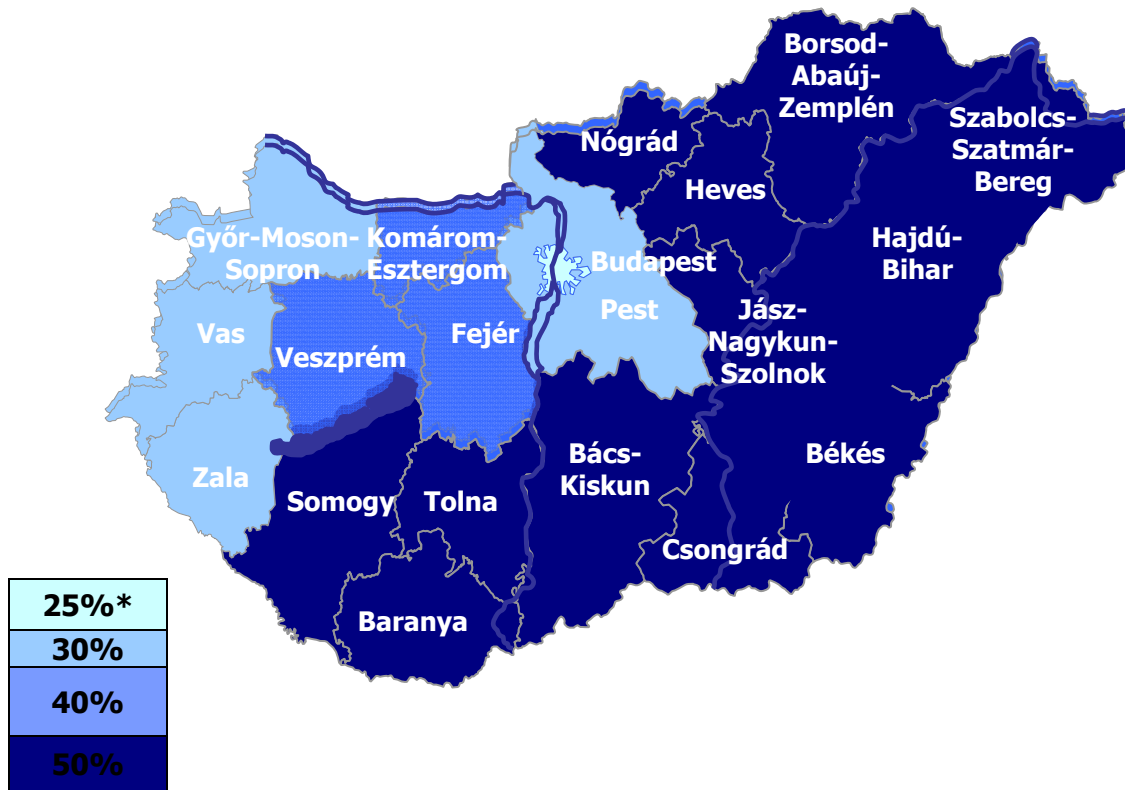 Borsod-
Abaúj-
Zemplén
Szabolcs-
Szatmár-
Bereg
Nógrád
Heves
Győr-Moson-
Sopron
Komárom-
Esztergom
Budapest
Pest
Hajdú-
Bihar
Vas
Veszprém
Fejér
Jász-
Nagykun-
Szolnok
Zala
Somogy
Tolna
Bács-
Kiskun
Békés
Csongrád
Baranya
25%*
30%
40%
50%